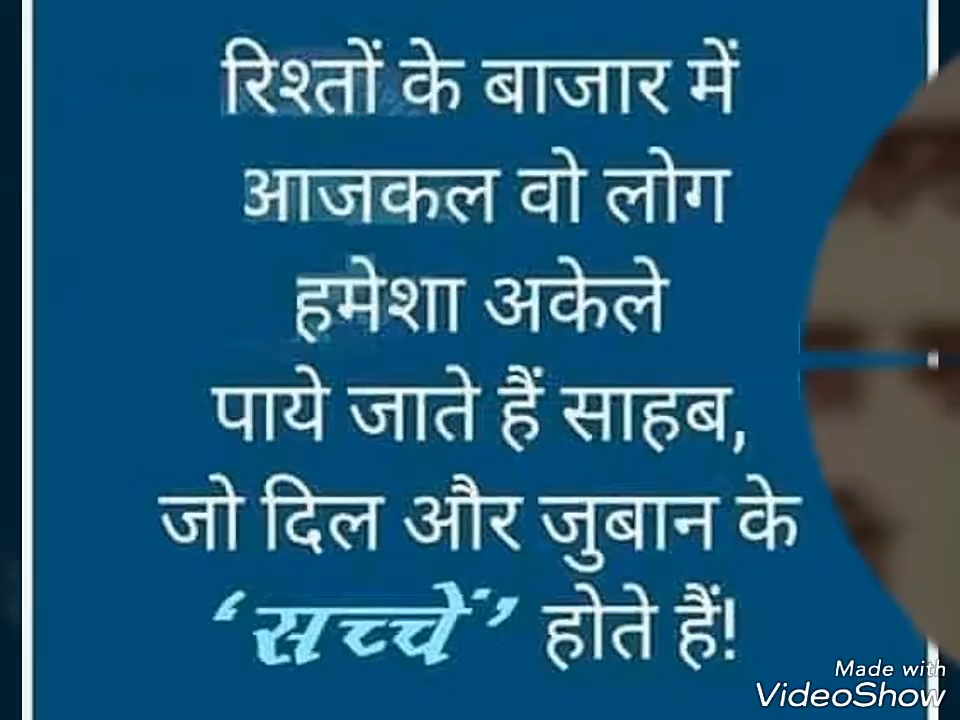 रिश्तों के बाजार में
आजकल वो लोग
हमेशा अकेले
पाये जाते हैं साहब,
जो दिल और जुबान के
‘सच्चें’ होते हैं!
Made with
VideoShow